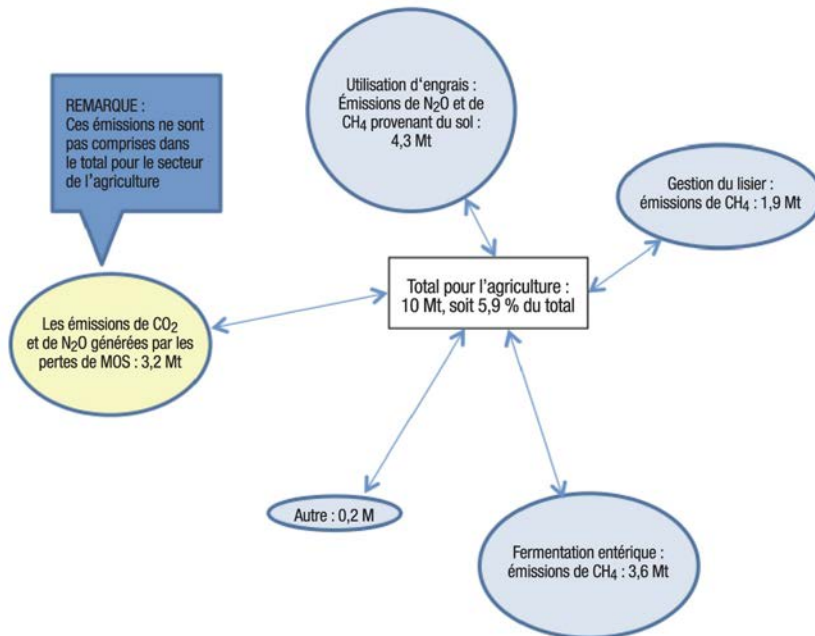 Utilisation d'engrais :
Émissions de N₂O et de
CH₄ provenant du sol :
4,3 Mt
REMARQUE :
Ces émissions ne sont
pas comprises dans
le total pour le secteur
de l'agriculture
Gestion du lisier :
émissions de CH₄ : 1,9 Mt
Total pour l'agriculture :
10 Mt, soit 5,9 % du total
Les émissions de CO₂
et de N₂O générées par les
pertes de MOS : 3,2 Mt
Autre : 0,2 M
Fermentation entérique :
émissions de CH₄ : 3,6 Mt